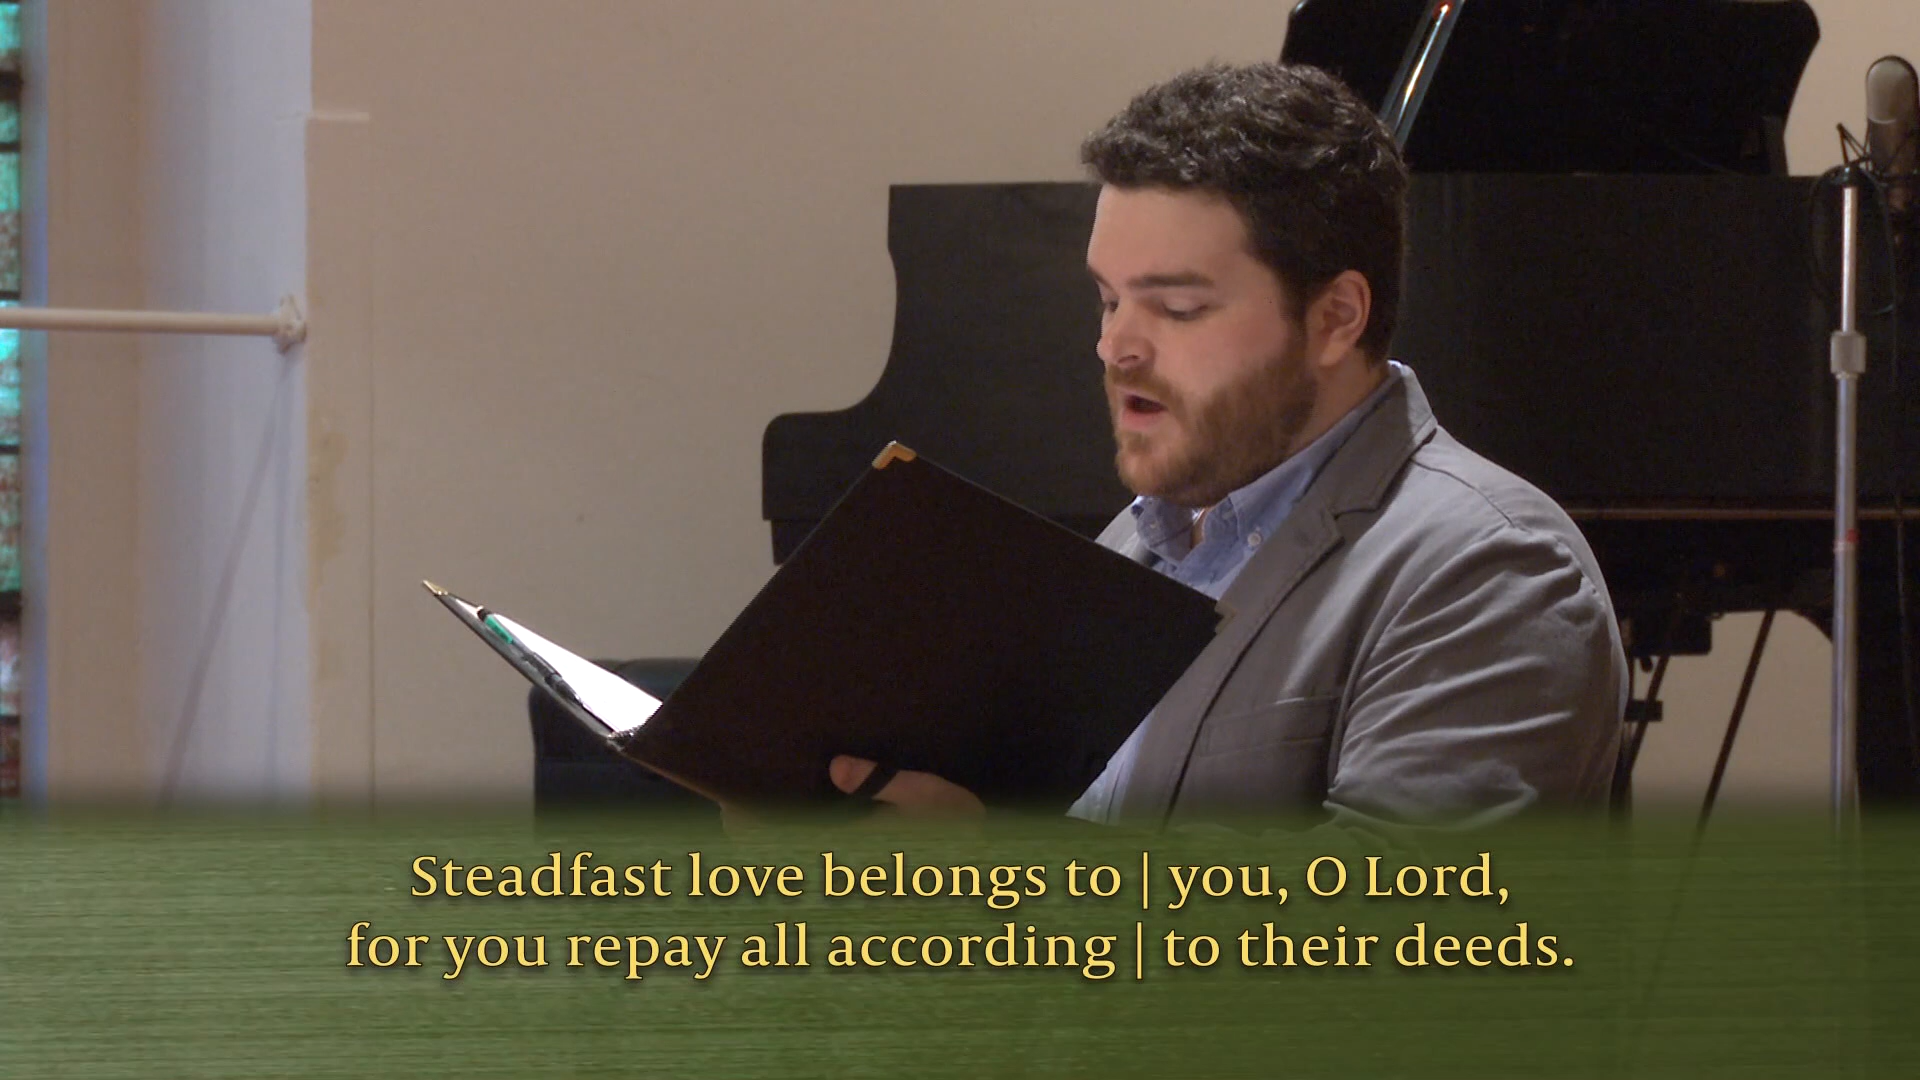 Steadfast love belongs to | you, O Lord,
for you repay all according | to their deeds.